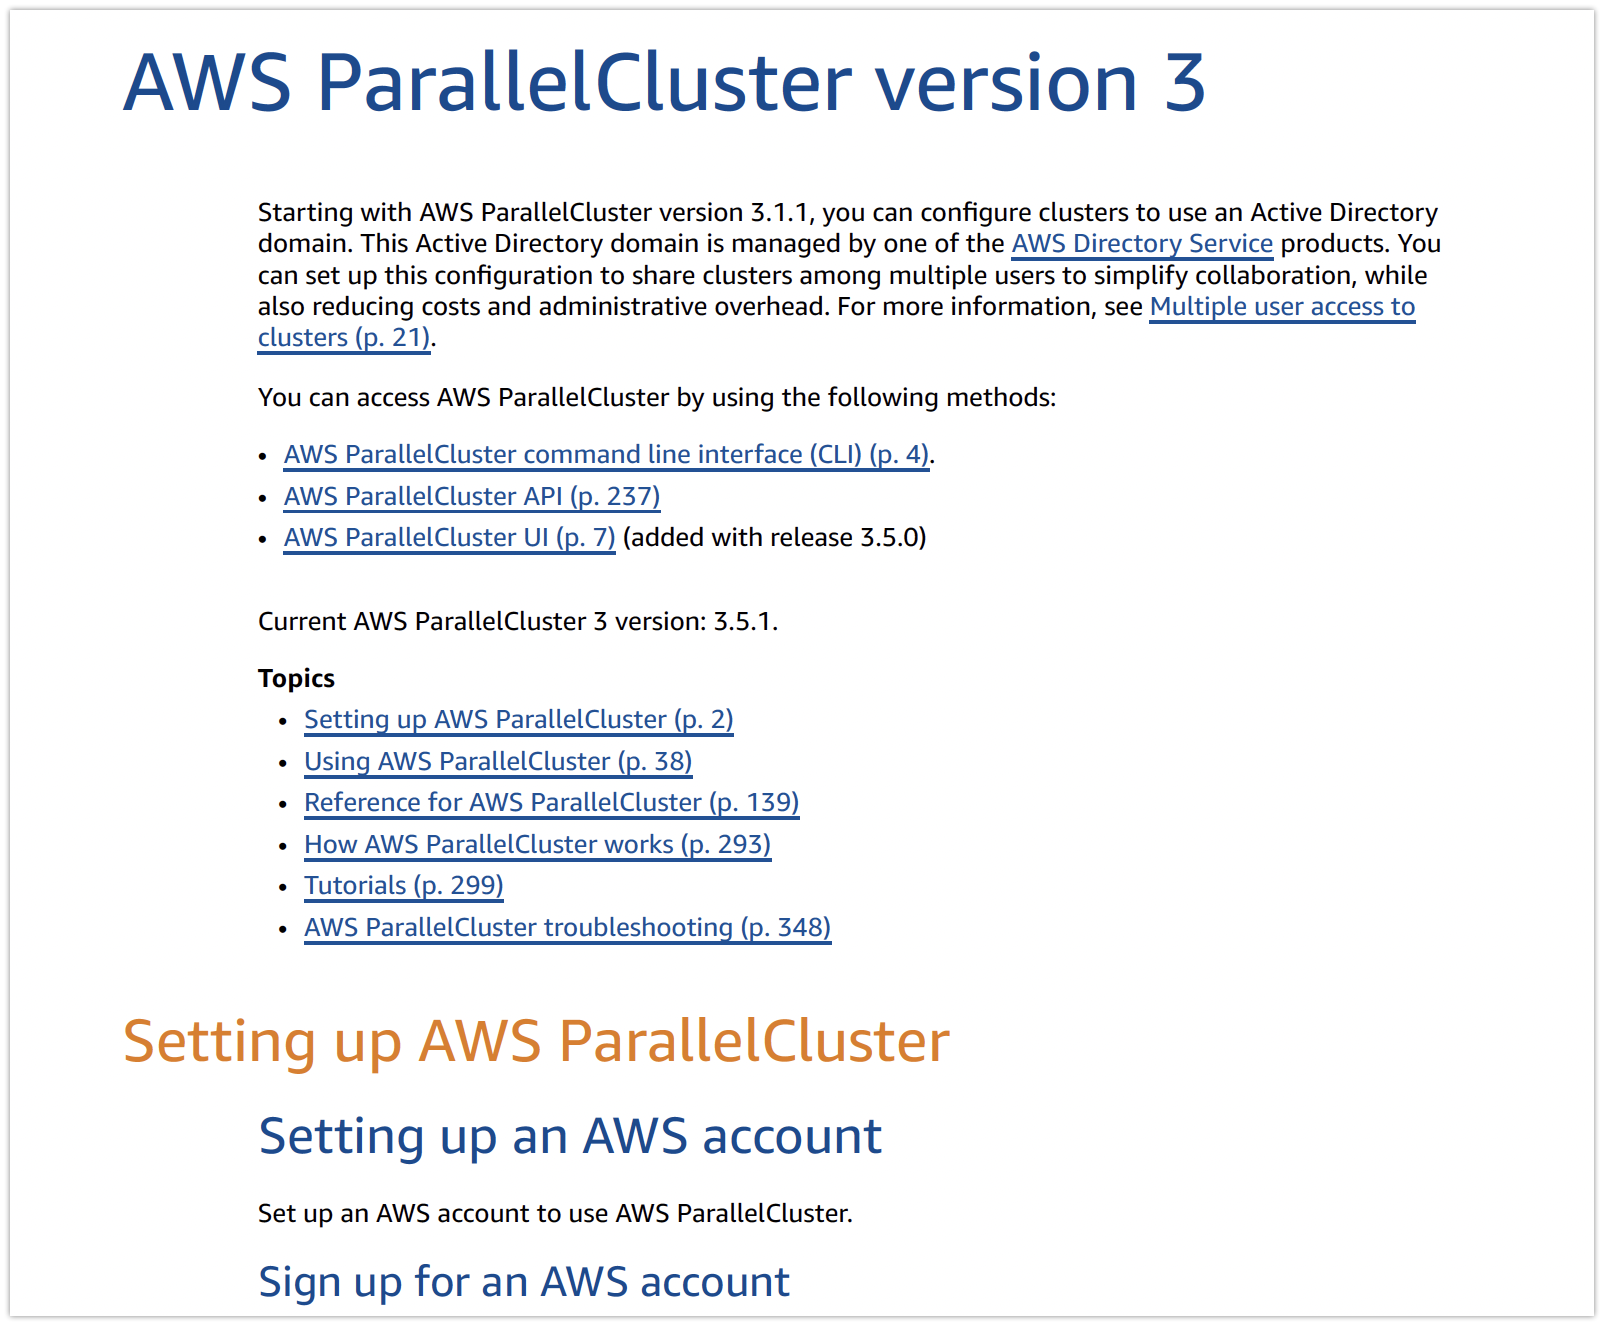 AWS ParallelCluster version 3
Starting with AWS ParallelCluster version 3.1.1, you can configure clusters to use an Active Directory
domain. This Active Directory domain is managed by one of the AWS Directory Service products. You
can set up this configuration to share clusters among multiple users to simplify collaboration, while
also reducing costs and administrative overhead. For more information, see Multiple user access to
clusters (p. 21).
You can access AWS ParallelCluster by using the following methods:
• AWS ParallelCluster command line interface (CLI) (p. 4).
• AWS ParallelCluster API (p. 237)
• AWS ParallelCluster UI (p. 7) (added with release 3.5.0)
Current AWS ParallelCluster 3 version: 3.5.1.
Topics
• Setting up AWS ParallelCluster (p. 2)
• Using AWS ParallelCluster (p. 38)
• Reference for AWS ParallelCluster (p. 139)
• How AWS ParallelCluster works (p. 293)
• Tutorials (p. 299)
• AWS ParallelCluster troubleshooting (p. 348)
Setting up AWS ParallelCluster
Setting up an AWS account
Set up an AWS account to use AWS ParallelCluster.
Sign up for an AWS account